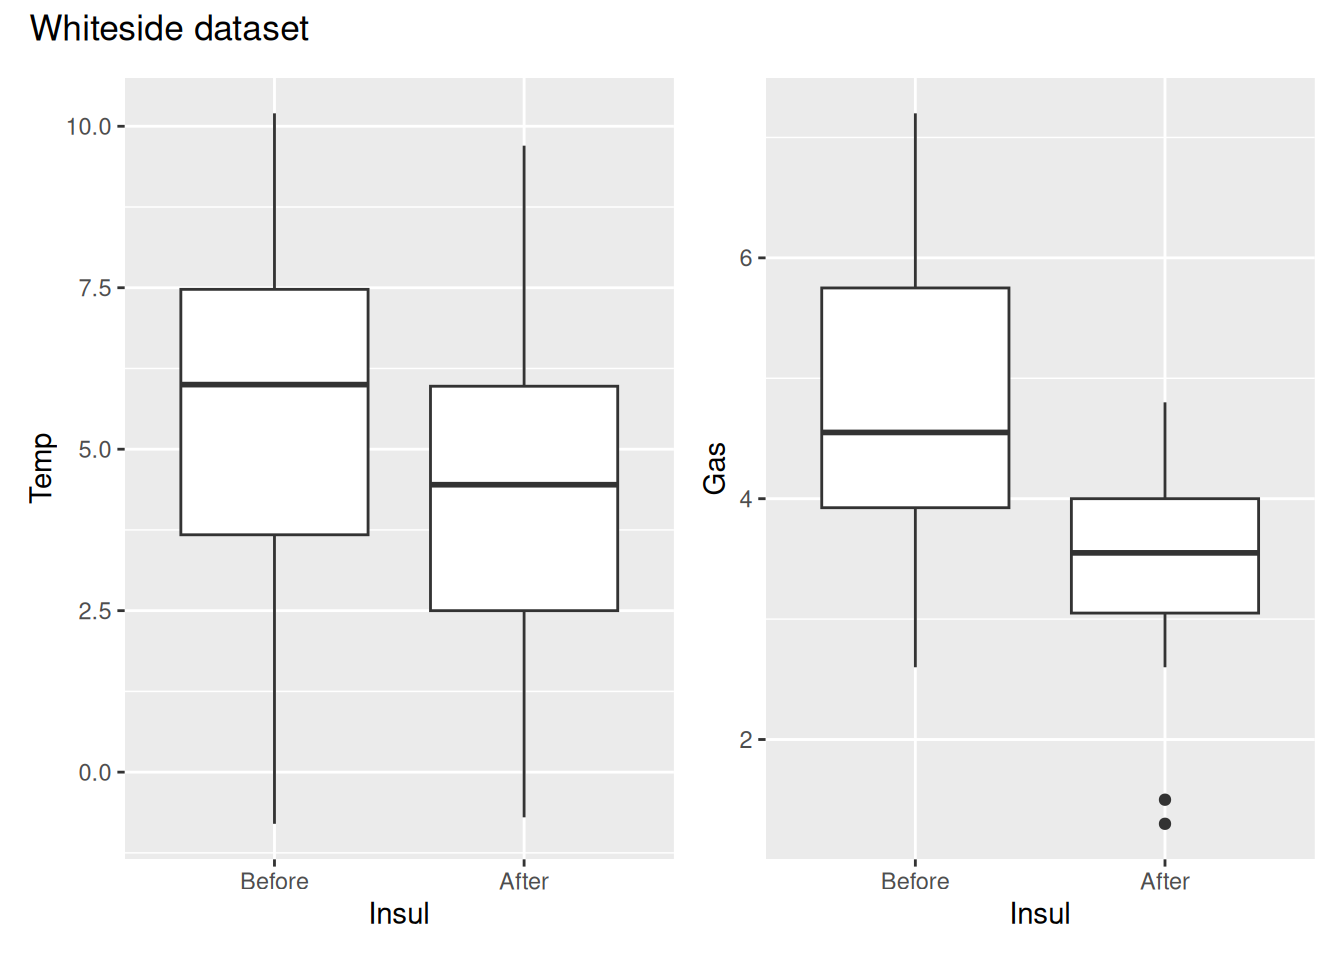 Whiteside dataset
Temp
10.0
7.5
5.0
2.5
0.0
Before After
Insul
Gas
6
4
2
Before After
Insul